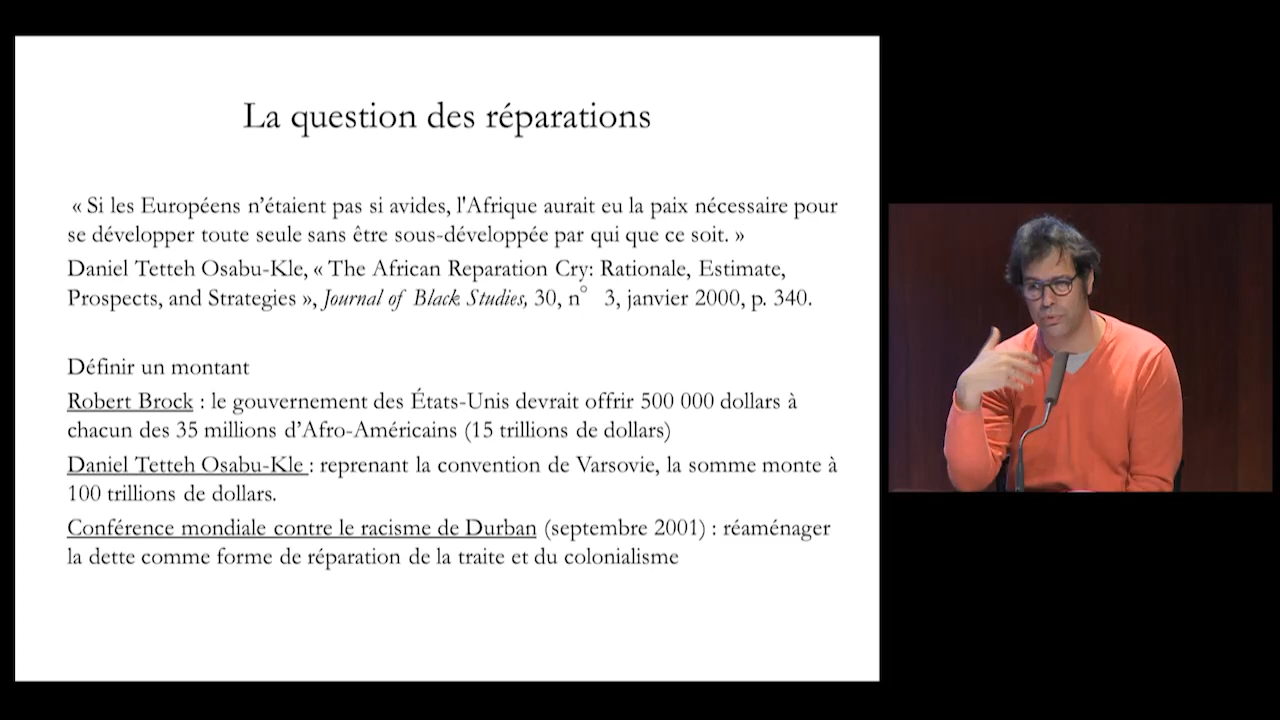 La question des réparations
« Si les Européens n’étaient pas si avides, l'Afrique aurait eu la paix nécessaire pour
se développer toute seule sans être sous-développée par qui que ce soit. »
Daniel Tetteh Osabu-Kle, « The African Reparation Cry: Rationale, Estimate,
Prospects, and Strategies », Journal of Black Studies, 30, n° 3, janvier 2000, p. 340.
Définir un montant
Robert Brock : le gouvernement des États-Unis devrait offrir 500 000 dollars à
chacun des 35 millions d’Afro-Américains (15 trillions de dollars)
Daniel Tetteh Osabu-Kle : reprenant la convention de Varsovie, la somme monte à
100 trillions de dollars.
Conférence mondiale contre le racisme de Durban (septembre 2001) : réaménager
la dette comme forme de réparation de la traite et du colonialisme